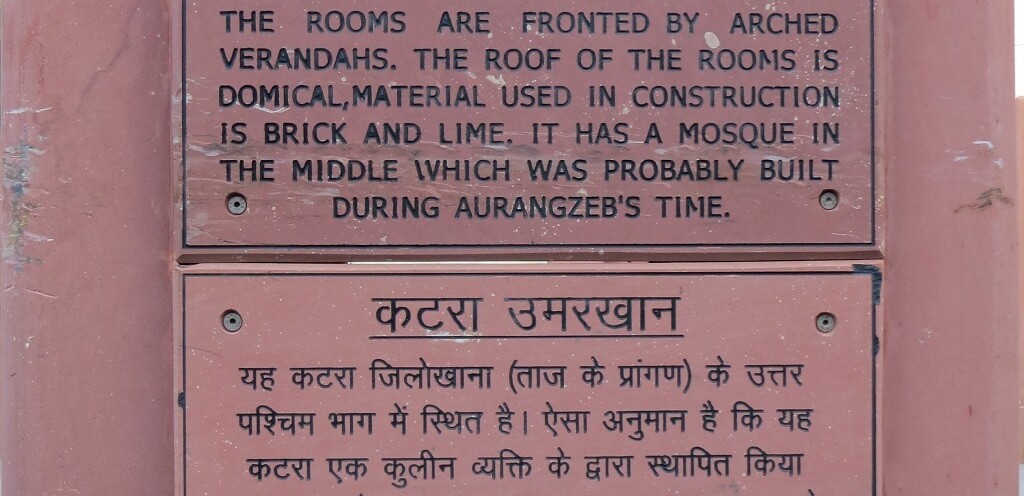 THE ROOMS ARE FRONTED BY ARCHED
VERANDAHS. THE ROOF OF THE ROOMS IS
DOMICAL,MATERIAL USED IN CONSTRUCTION
IS BRICK AND LIME. IT HAS A MOSQUE IN
THE MIDDLE WHICH WAS PROBABLY BUILT
DURING AURANGZEB'S TIME.
कटरा उमरखान
यह कटरा जिलोखाना (ताज के प्रांगण) के उत्तर
पश्चिम भाग में स्थित है। ऐसा अनुमान है कि यह
कटरा एक कुलीन व्यक्ति के द्वारा स्थापित किया